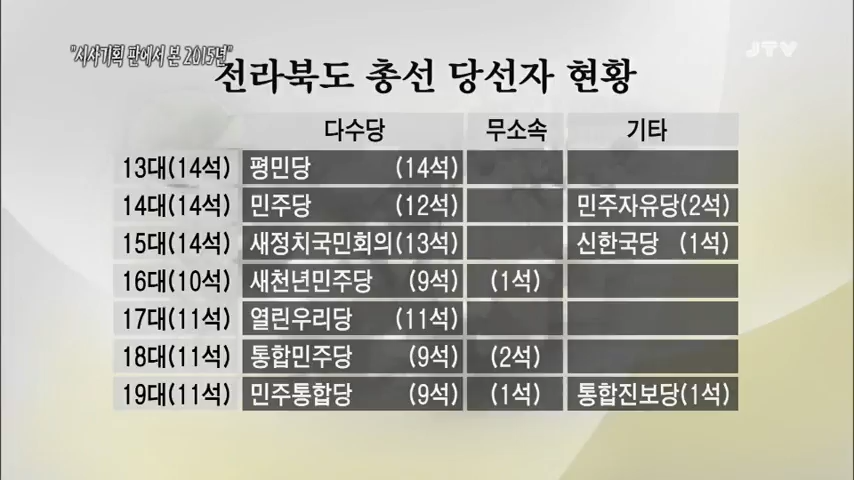 "시사기획 판에서 본 2015년"
JTV
전라북도 총선 당선자 현황
다수당 무소속 기타
13대(14석) 평민당 (14석)
14대(14석) 민주당 (12석) 민주자유당(2석)
15대(14석) 새정치국민회의(13석) 신한국당 (1석)
16대(10석) 새천년민주당 (9석) (1석)
17대(11석) 열린우리당 (11석)
18대(11석) 통합민주당 (9석) (2석)
19대(11석) 민주통합당 (9석) (1석) 통합진보당(1석)